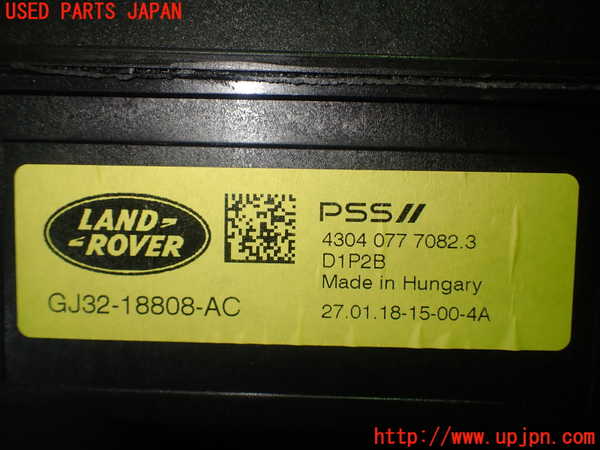 USED PARTS JAPAN
LAND-
-ROVER
GJ32-18808-AC
PSS//
4304 077 7082.3
D1P2B
Made in Hungary
27.01.18-15-00-4A
http://www.upjpn.com